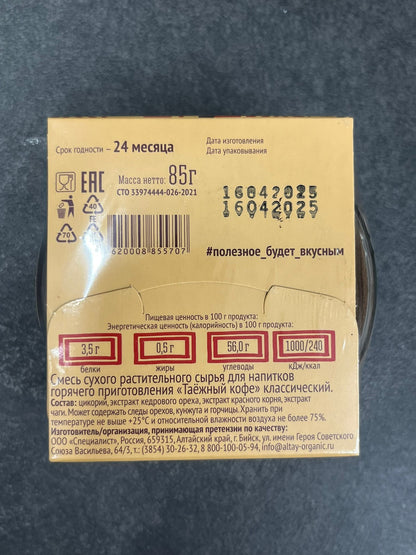 Срок годности – 24 месяца
Дата изготовления
Дата упаковывания
Масса нетто: 85г
СТО 33974444-026-2021
EAC
16042025
16042025
40
FE
70
620008 855707
#полезное_будет_вкусным
Пищевая ценность в 100 г продукта:
Энергетическая ценность (калорийность) в 100 г продукта:
3,5 г
0,5 г
56,0 г
1000/240
белки
жиры
углеводы
кДж/ккал
Смесь сухого растительного сырья для напитков
горячего приготовления «Таёжный кофе» классический.
Состав: цикорий, экстракт кедрового ореха, экстракт красного корня, экстракт
чаги. Может содержать следы орехов, кунжута и горчицы. Хранить при
температуре не выше +25°С и относительной влажности воздуха не более 75%.
Изготовитель/организация, принимающая претензии по качеству:
ООО «Специалист», Россия, 659315, Алтайский край, г. Бийск, ул. имени Героя Советского
Союза Васильева, 64/3, т.: (3854) 30-26-32, 8-800-100-05-94, info@altay-organic.ru